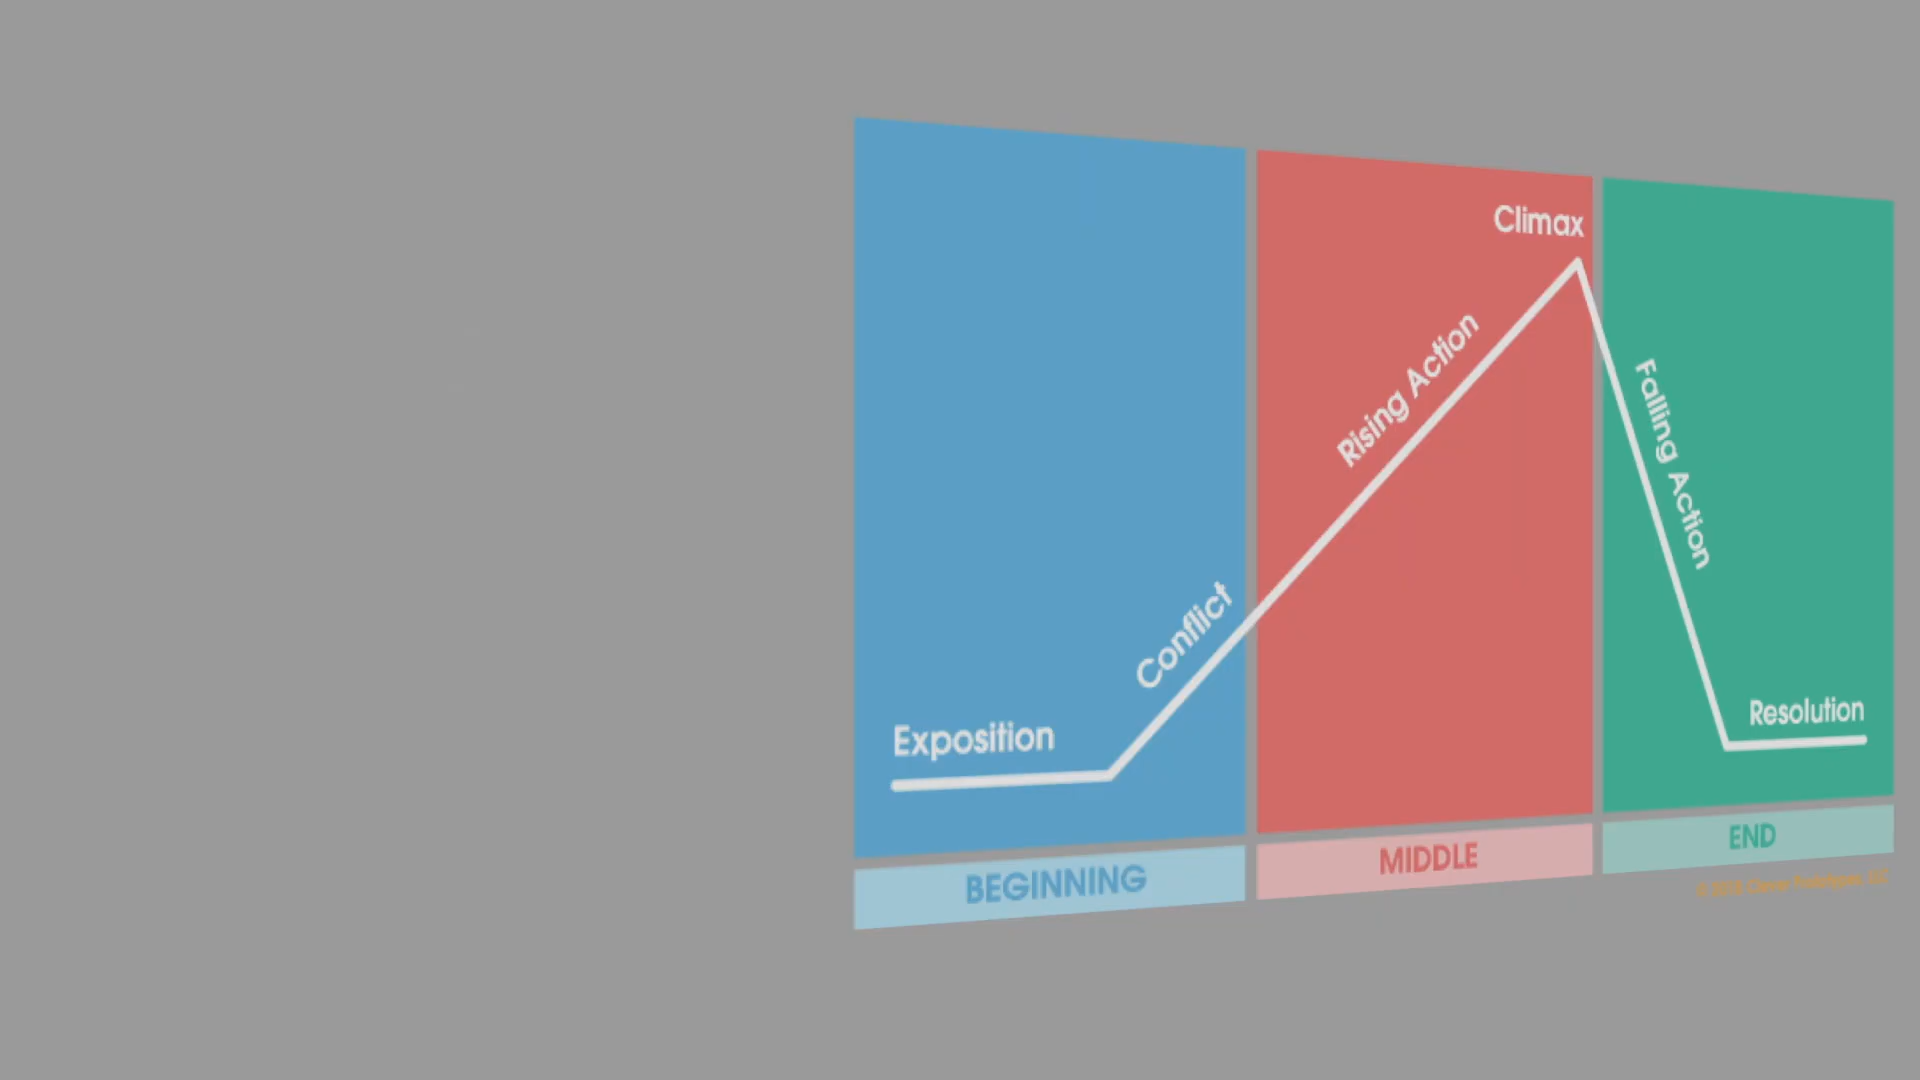 Climax
Rising Action
Falling Action
Conflict
Exposition
Resolution
BEGINNING
MIDDLE
END